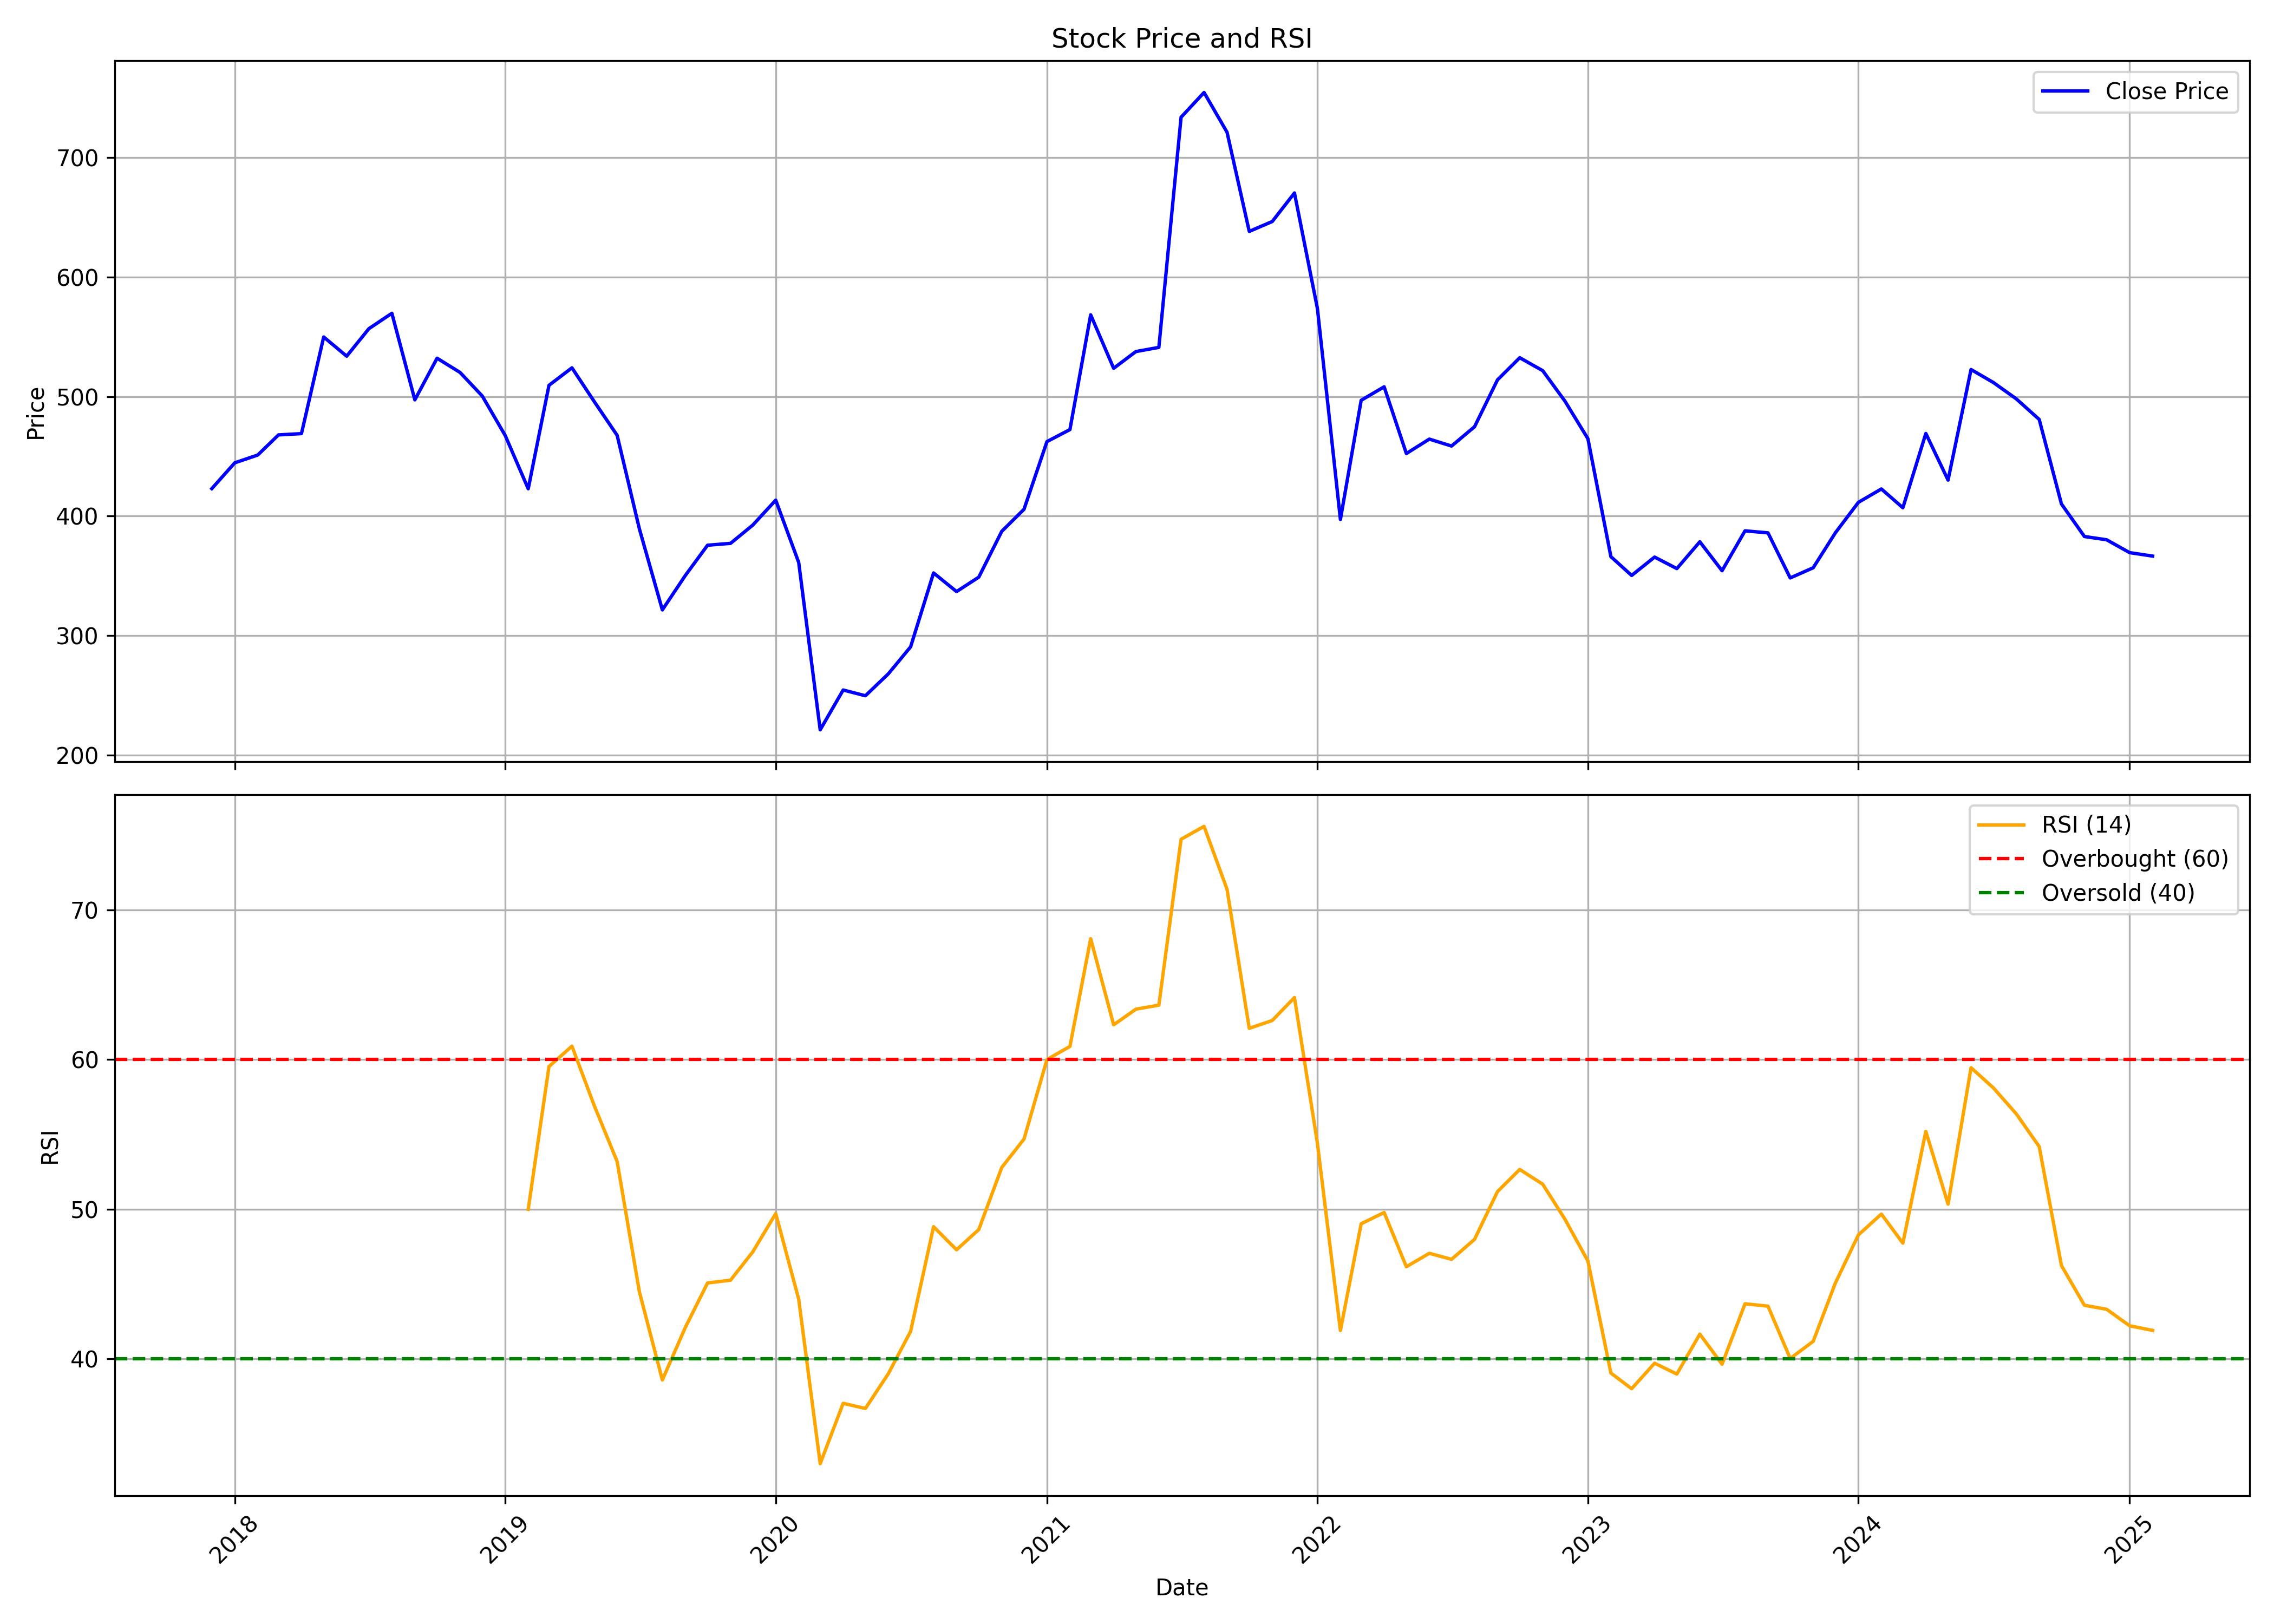 Stock Price and RSI
Close Price
Price
700
600
500
400
300
200
RSI (14)
Overbought (60)
Oversold (40)
RSI
70
60
50
40
2018
2019
2020
2021
2022
2023
2024
2025
Date